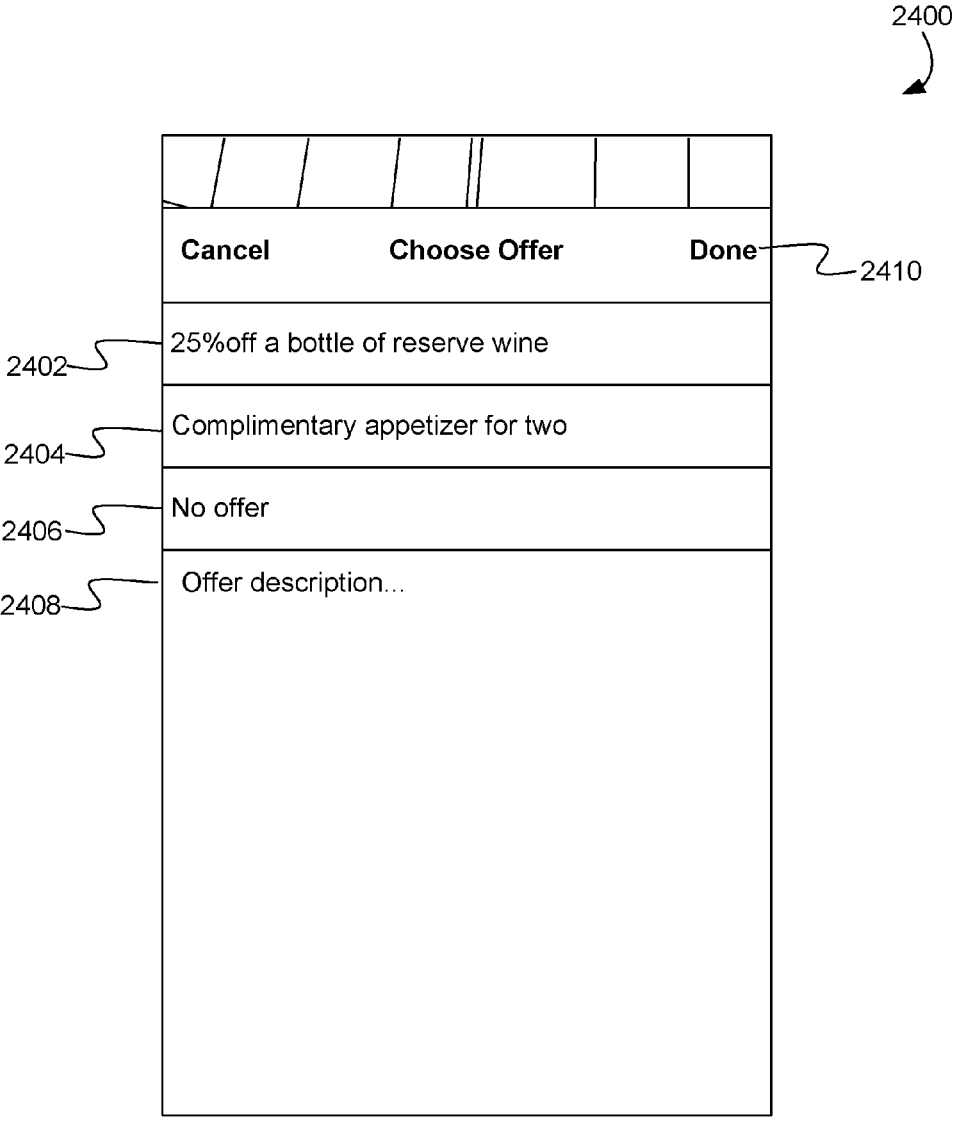 2400
Cancel Choose Offer Done
2410
25%off a bottle of reserve wine
2402
Complimentary appetizer for two
2404
No offer
2406
Offer description...
2408